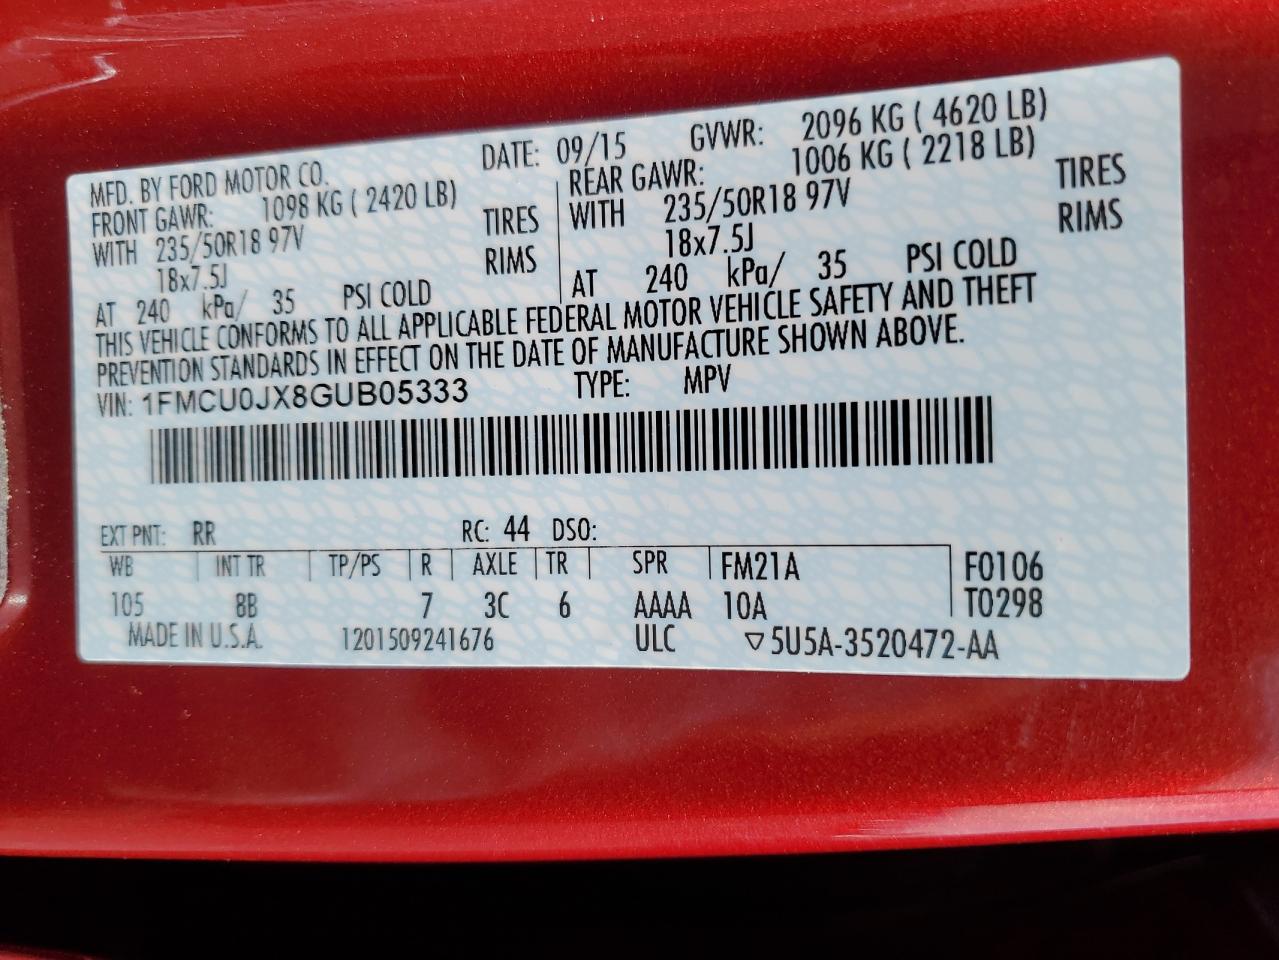 MFD. BY FORD MOTOR CO. DATE: 09/15 GVWR: 2096 KG ( 4620 LB)
FRONT GAWR: 1098 KG ( 2420 LB) REAR GAWR: 1006 KG ( 2218 LB)
WITH 235/50R18 97V TIRES WITH 235/50R18 97V TIRES
18x7.5J RIMS 18x7.5J RIMS
AT 240 kPa/ 35 PSI COLD AT 240 kPa/ 35 PSI COLD
THIS VEHICLE CONFORMS TO ALL APPLICABLE FEDERAL MOTOR VEHICLE SAFETY AND THEFT
PREVENTION STANDARDS IN EFFECT ON THE DATE OF MANUFACTURE SHOWN ABOVE.
VIN: 1FMCU0JX8GUB05333 TYPE: MPV
EXT PNT: RR RC: 44 DSO:
WB INT TR TP/PS R AXLE TR SPR FM21A F0106
105 8B 7 3C 6 AAAA 10A T0298
MADE IN U.S.A. 1201509241676 ULC ▽5U5A-3520472-AA